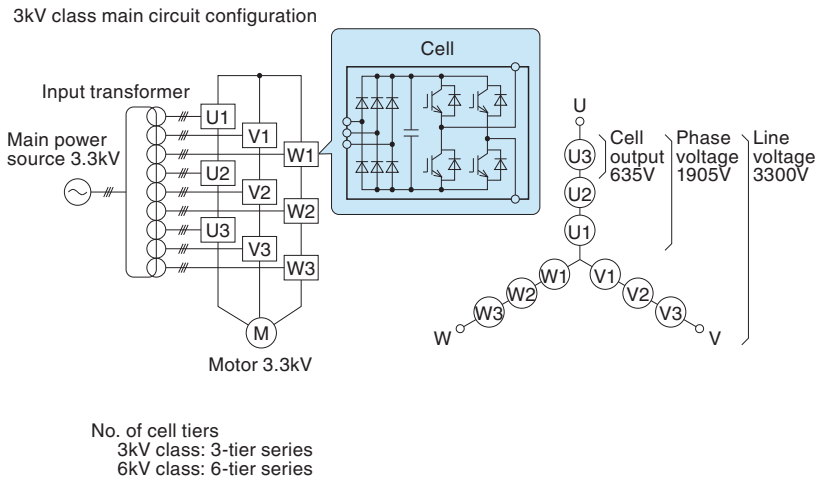 3kV class main circuit configuration
Input transformer
Main power
source 3.3kV
U1
V1
W1
U2
V2
W2
U3
V3
W3
M
Motor 3.3kV
Cell
U
U3
U2
U1
W1
W2
W3
W
V1
V2
V3
V
Cell
output
635V
Phase
voltage
1905V
Line
voltage
3300V
No. of cell tiers
3kV class: 3-tier series
6kV class: 6-tier series